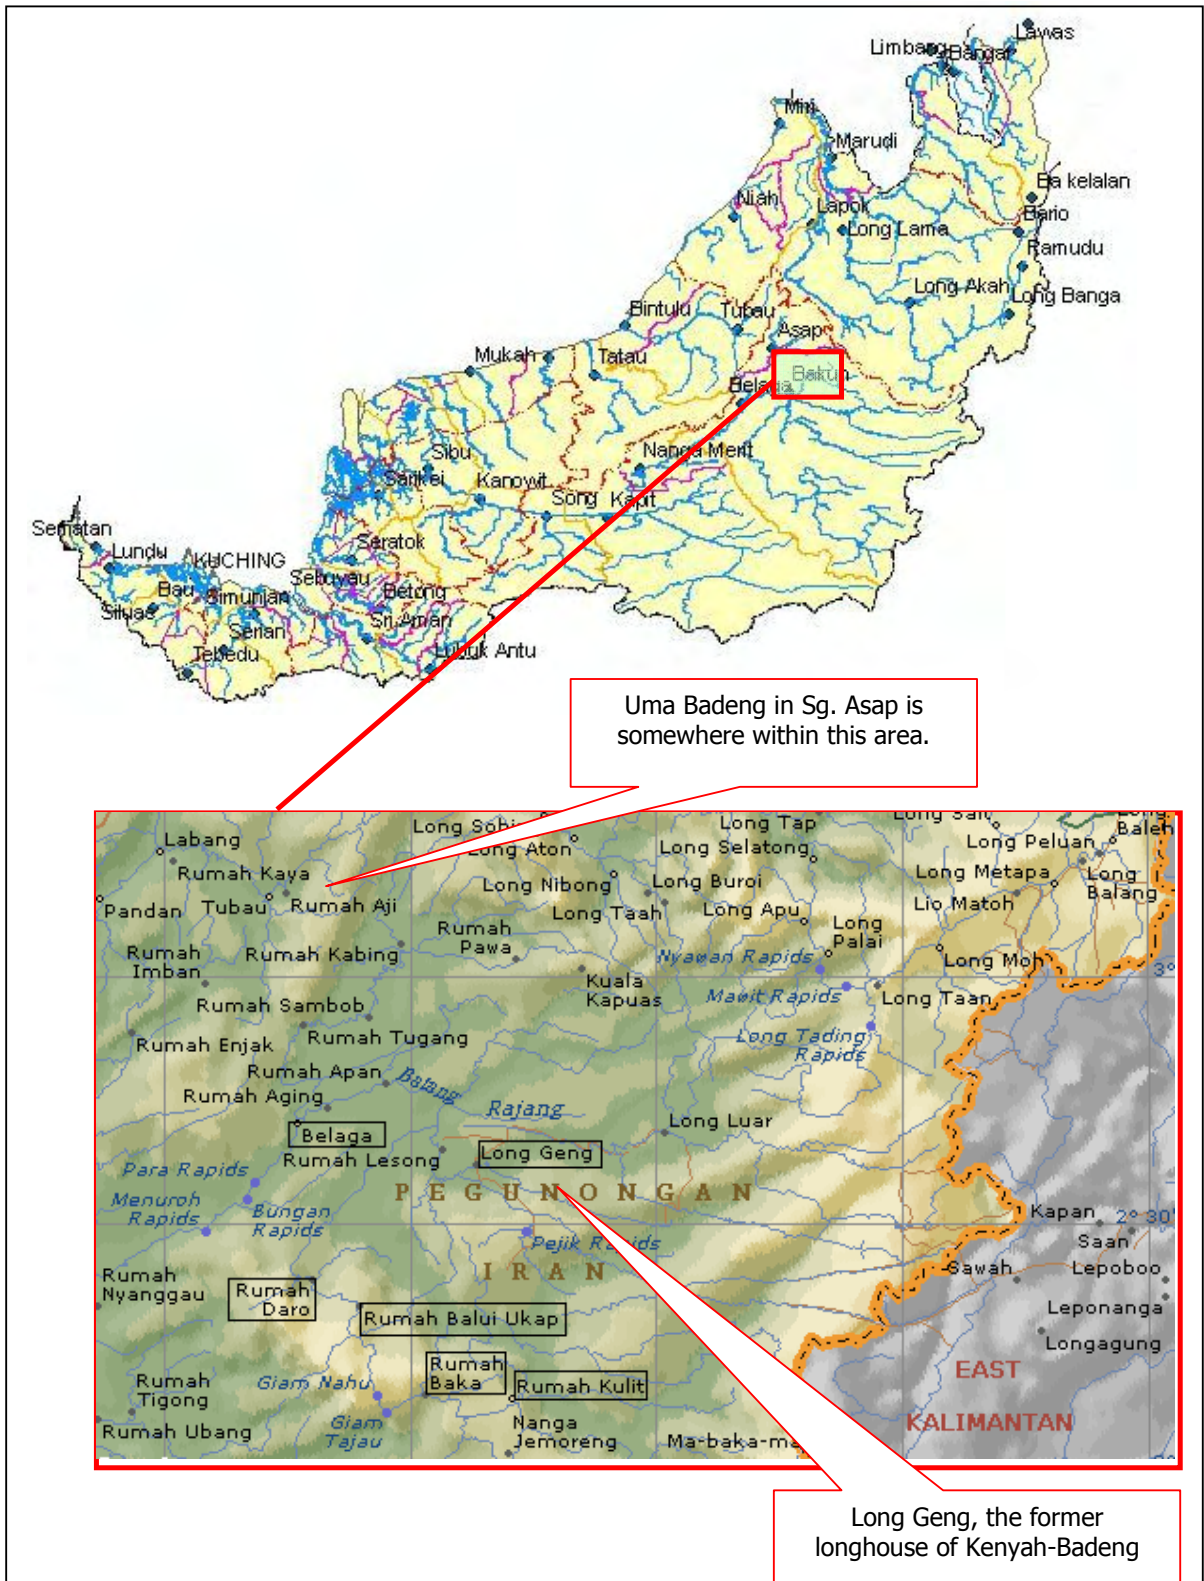 Lawas
Limbang
Bangar
Miri
Marudi
Ba kelalan
Niah
Lapok
Bario
Long Lama
Ramudu
Long Akah
Long Banga
Bintulu
Tubau
Asap
Mukah
Tatau
Belaga
Bakun
Nanga Merit
Sibu
Sarikei
Kanowit
Song
Kapit
Sematan
Lundu
KUCHING
Seratok
Bau
Simunjan
Sebuyau
Betong
Siluas
Serian
Sri Aman
Tebedu
Lubuk Antu
Uma Badeng in Sg. Asap is
somewhere within this area.
Labang
Long
Long Aton
Long Tap
Long Selatong
Long Peluan
Rumah Kaya
Long Nibong
Long Buroi
Long Metapa
Long
Balang
Pandan
Tubau
Rumah Aji
Long Taah
Long Apu
Lio Matoh
Rumah
Imban
Rumah Kabing
Rumah
Pawa
Long
Palai
Nyawan Rapids
Long Moh
3°
Kuala
Kapuas
Mawit Rapids
Long Taan
Rumah Sambob
Rumah Enjak
Rumah Tugang
Long Tading
Rapids
Rumah Apan
Balang
Rumah Aging
Rajang
Long Luar
Belaga
Rumah Lesong
Long Geng
Para Rapids
PEGUNONGAN
Menuroh
Rapids
Bungan
Rapids
Kapan
2° 30'
Pejik Rapids
Saan
IRAN
Rumah
Nyanggau
Rumah
Daro
Sawah
Lepoboo
Rumah Balui Ukap
Leponanga
Longagung
Rumah
Baka
Rumah Kulit
EAST
KALIMANTAN
Rumah
Tigong
Giam Nahu
Giam
Tajau
Rumah Ubang
Nanga
Jemoreng
Long Geng, the former
longhouse of Kenyah-Badeng